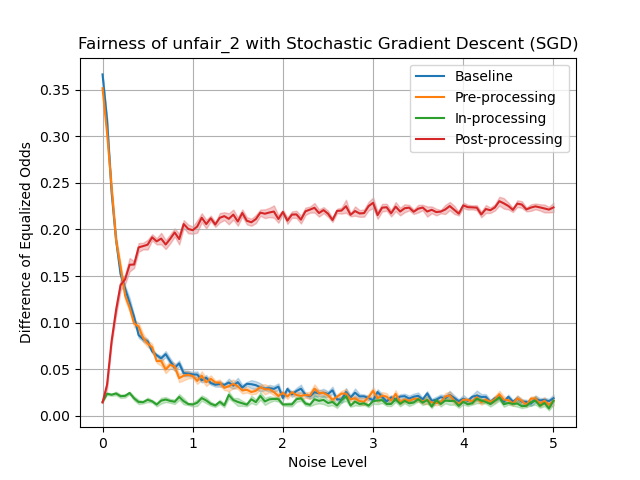 Fairness of unfair_2 with Stochastic Gradient Descent (SGD)
Difference of Equalized Odds
0.35
0.30
0.25
0.20
0.15
0.10
0.05
0.00
Baseline
Pre-processing
In-processing
Post-processing
0 1 2 3 4 5
Noise Level